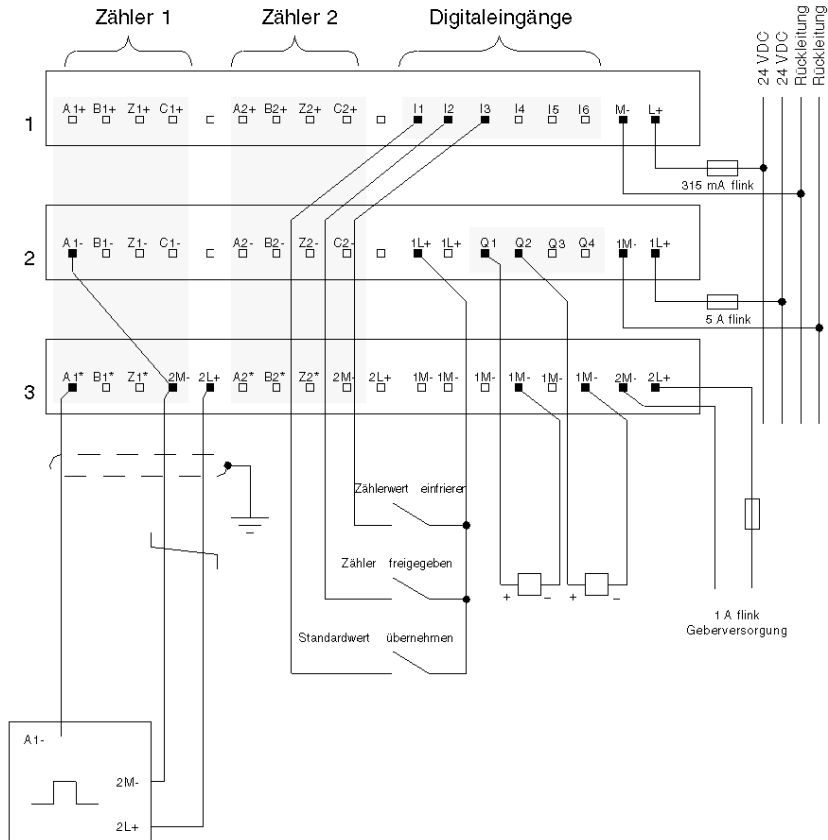 Zähler 1 Zähler 2 Digitaleingänge
24 VDC
24 VDC
Rückleitung
Rückleitung
1
A1+ B1+ Z1+ C1+ A2+ B2+ Z2+ C2+ I1 I2 I3 I4 I5 I6 M- L+
315 mA flink
2
A1- B1- Z1- C1- A2- B2- Z2- C2- 1L+ 1L+ Q1 Q2 Q3 Q4 1M- 1L+
5 A flink
3
A1* B1* Z1* 2M- 2L+ A2* B2* Z2* 2M- 2L+ 1M- 1M- 1M- 1M- 1M- 1M- 2M- 2L+
Zählerwert einfrieren
Zähler freigegeben
+ - + -
1 A flink
Geberversorgung
Standardwert übernehmen
A1-
2M-
2L+